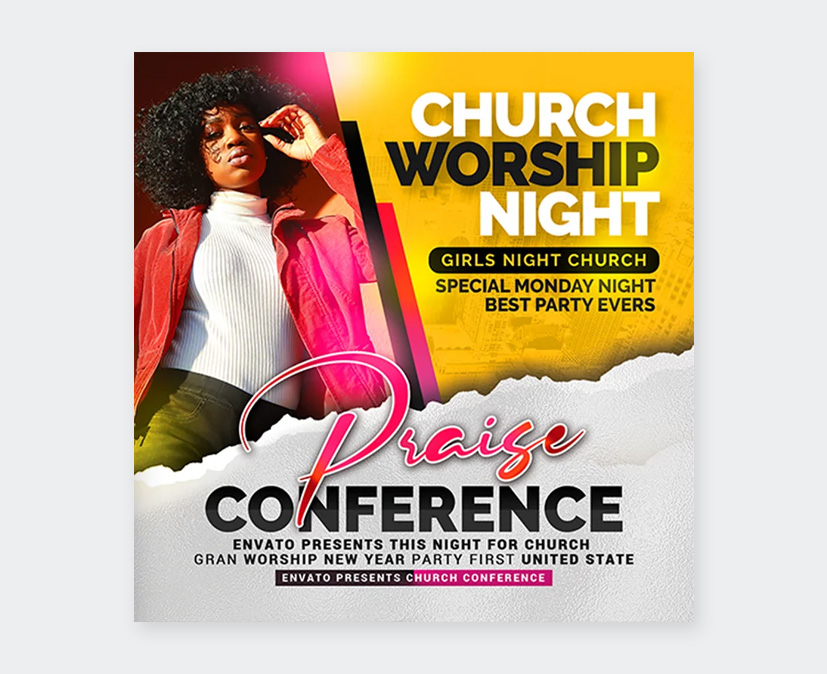 CHURCH
WORSHIP
NIGHT
GIRLS NIGHT CHURCH
SPECIAL MONDAY NIGHT
BEST PARTY EVERS
Praise
CONFERENCE
ENVATO PRESENTS THIS NIGHT FOR CHURCH
GRAN WORSHIP NEW YEAR PARTY FIRST UNITED STATE
ENVATO PRESENTS CHURCH CONFERENCE